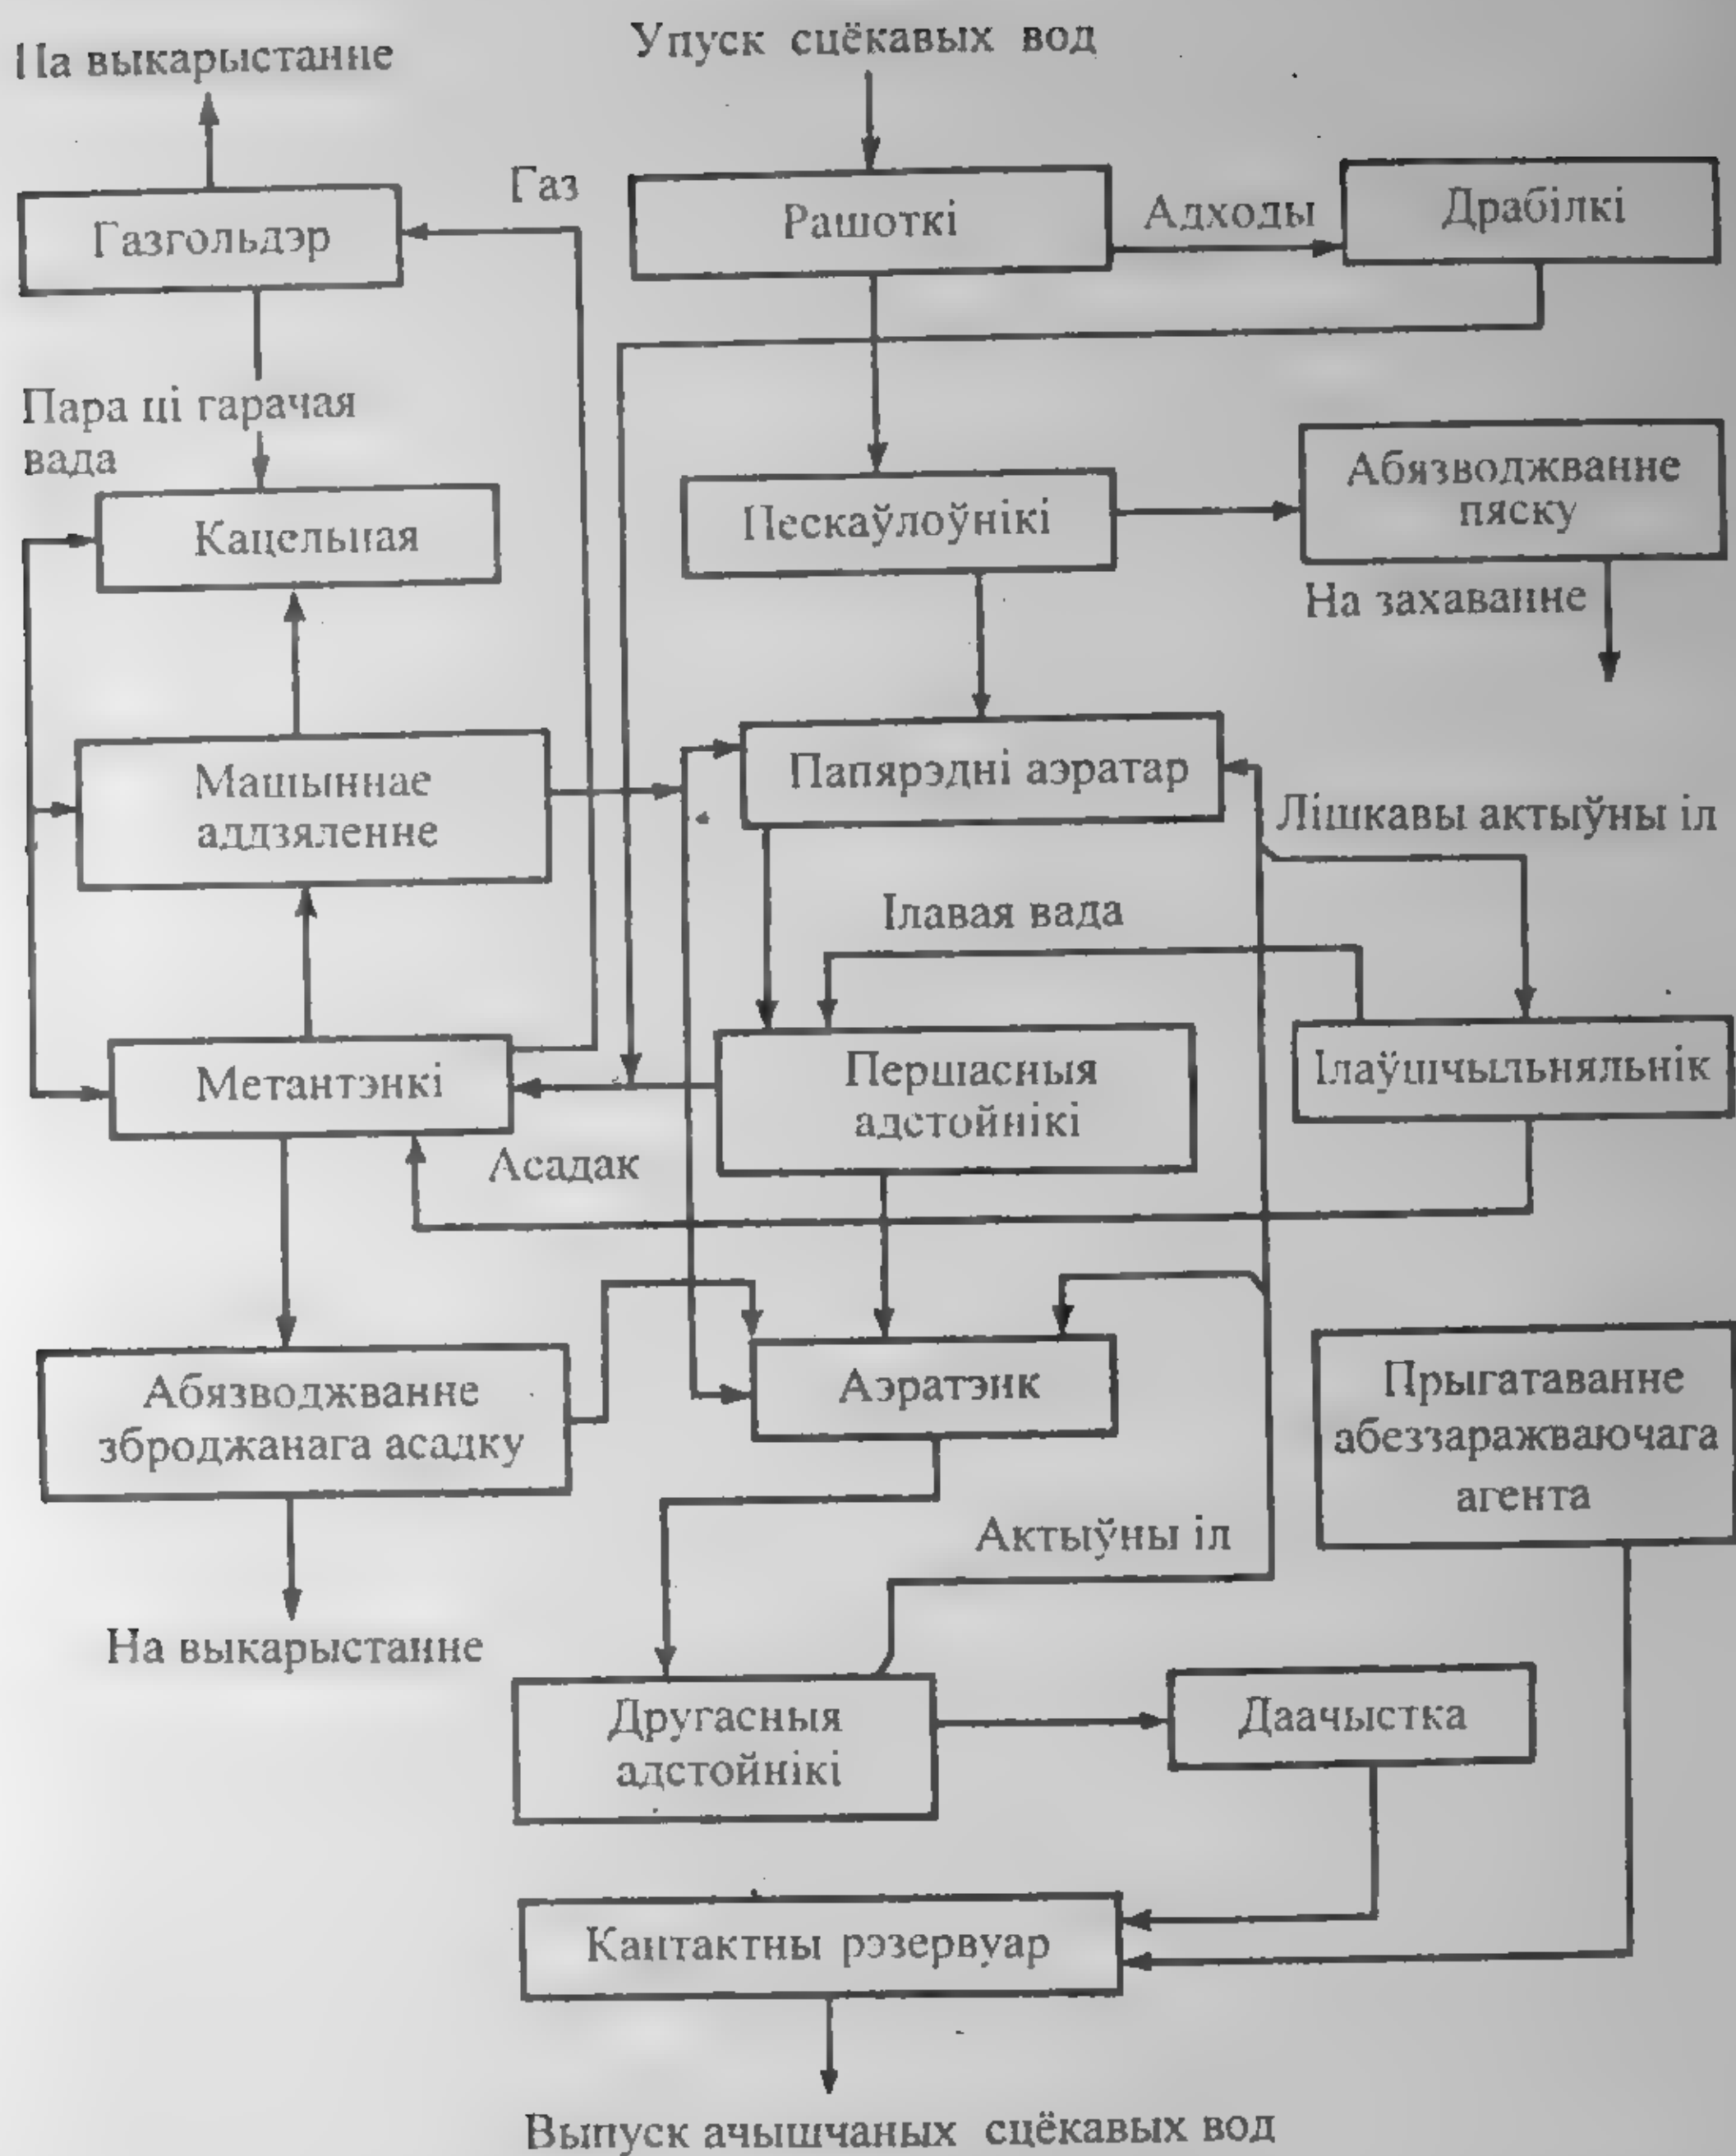 На выкарыстанне
Упуск сцёкавых вод
Газ
Газгольдэр
Рашоткі
Адходы
Драбілкі
Пара ці гарачая
вада
Кацельная
Пескаўлоўнікі
Абязводжванне
пяску
На захаванне
Машыннае
аддзяленне
Папярэдні аэратар
Лішкавы актыўны іл
Ілавая вада
Метантэнкі
Першасныя
адстойнікі
Ілаўшчыльняльнік
Асадак
Абязводжванне
зброджанага асадку
Аэратэнк
Прыгатаванне
абеззаражваючага
агента
Актыўны іл
На выкарыстанне
Другасныя
адстойнікі
Даачыстка
Кантактны рэзервуар
Выпуск ачышчаных сцёкавых вод